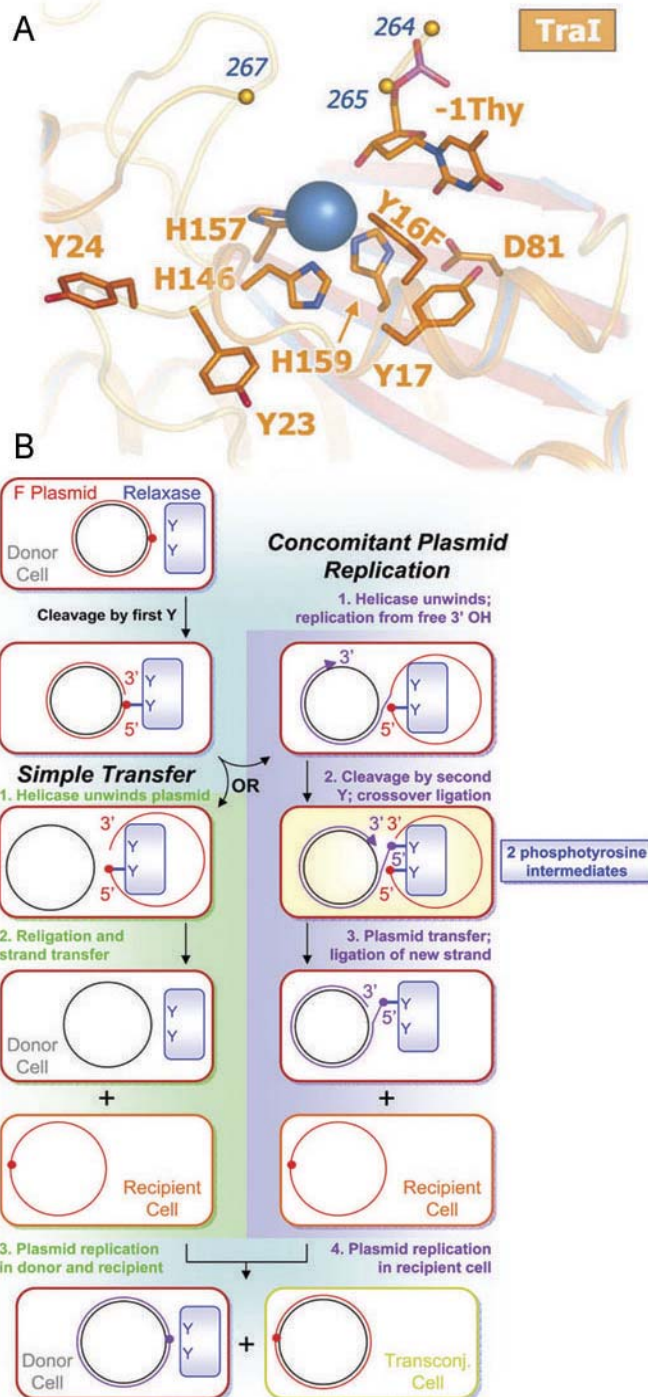 A
TraI
264
267
265
-1Thy
H157
Y16F
Y24
H146
D81
H159
Y17
Y23
B
F Plasmid
Relaxase
Y
Y
Donor
Cell
Concomitant Plasmid
Replication
Cleavage by first Y
1. Helicase unwinds;
replication from free 3' OH
3'
Y
Y
5'
3'
Y
Y
5'
Simple Transfer
OR
1. Helicase unwinds plasmid
2. Cleavage by second
Y; crossover ligation
3'
Y
Y
5'
3' 3'
Y
5'
Y
5'
2 phosphotyrosine
intermediates
2. Religation and
strand transfer
3. Plasmid transfer;
ligation of new strand
Y
Y
Donor
Cell
3'
Y
5'
Y
+
+
Recipient
Cell
Recipient
Cell
3. Plasmid replication
in donor and recipient
4. Plasmid replication
in recipient cell
Y
Y
Donor
Cell
+
Transconj.
Cell